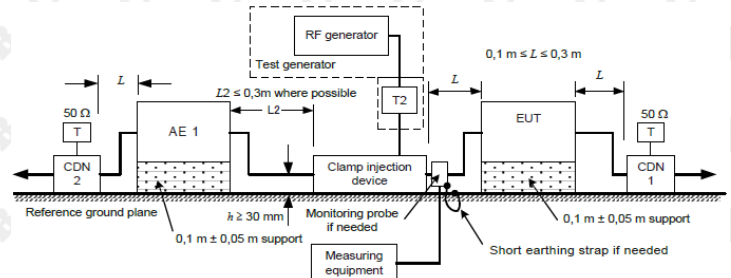 RF generator
Test generator
0,1 m ≤ L ≤ 0,3 m
L
L2 ≤ 0,3m where possible
L2
T2
L
L
50 Ω
T
AE 1
EUT
50 Ω
T
CDN
2
Clamp injection
device
CDN
1
Reference ground plane
h ≥ 30 mm
Monitoring probe
if needed
0,1 m ± 0,05 m support
0,1 m ± 0,05 m support
Short earthing strap if needed
Measuring
equipment